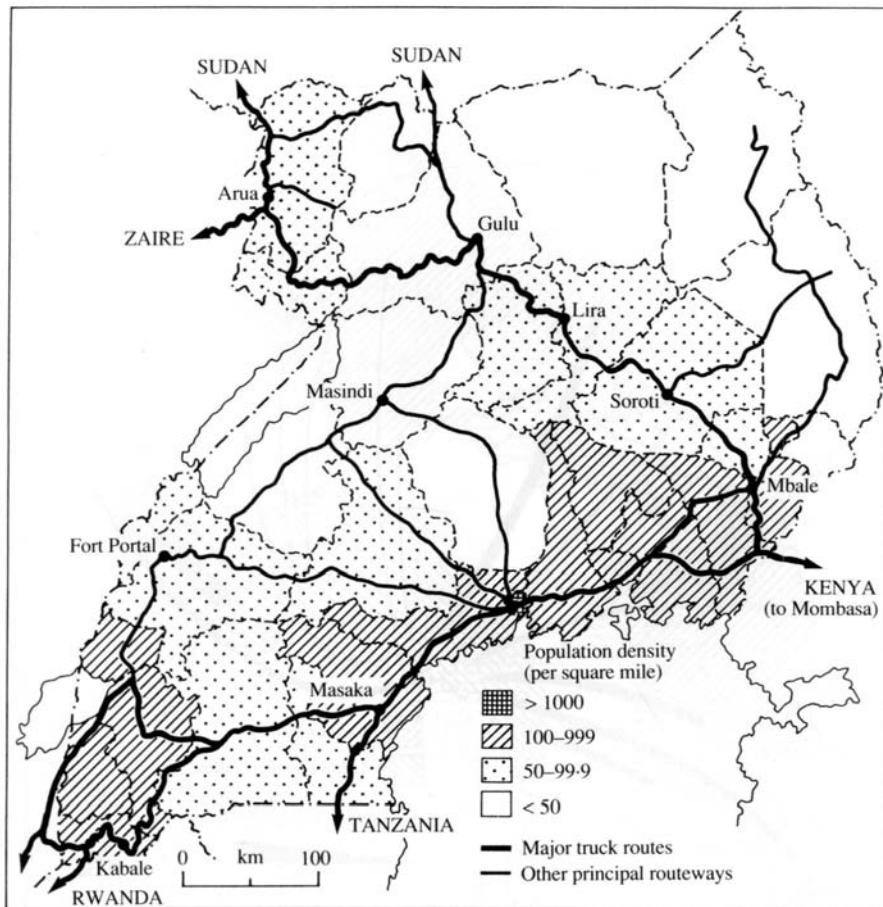 SUDAN
SUDAN
Arua
ZAIRE
Gulu
Lira
Masindi
Soroti
Mbale
Fort Portal
KENYA
(to Mombasa)
Population density
(per square mile)
> 1000
100–999
50–99·9
< 50
Masaka
TANZANIA
0 km 100
Kabale
RWANDA
Major truck routes
Other principal routeways